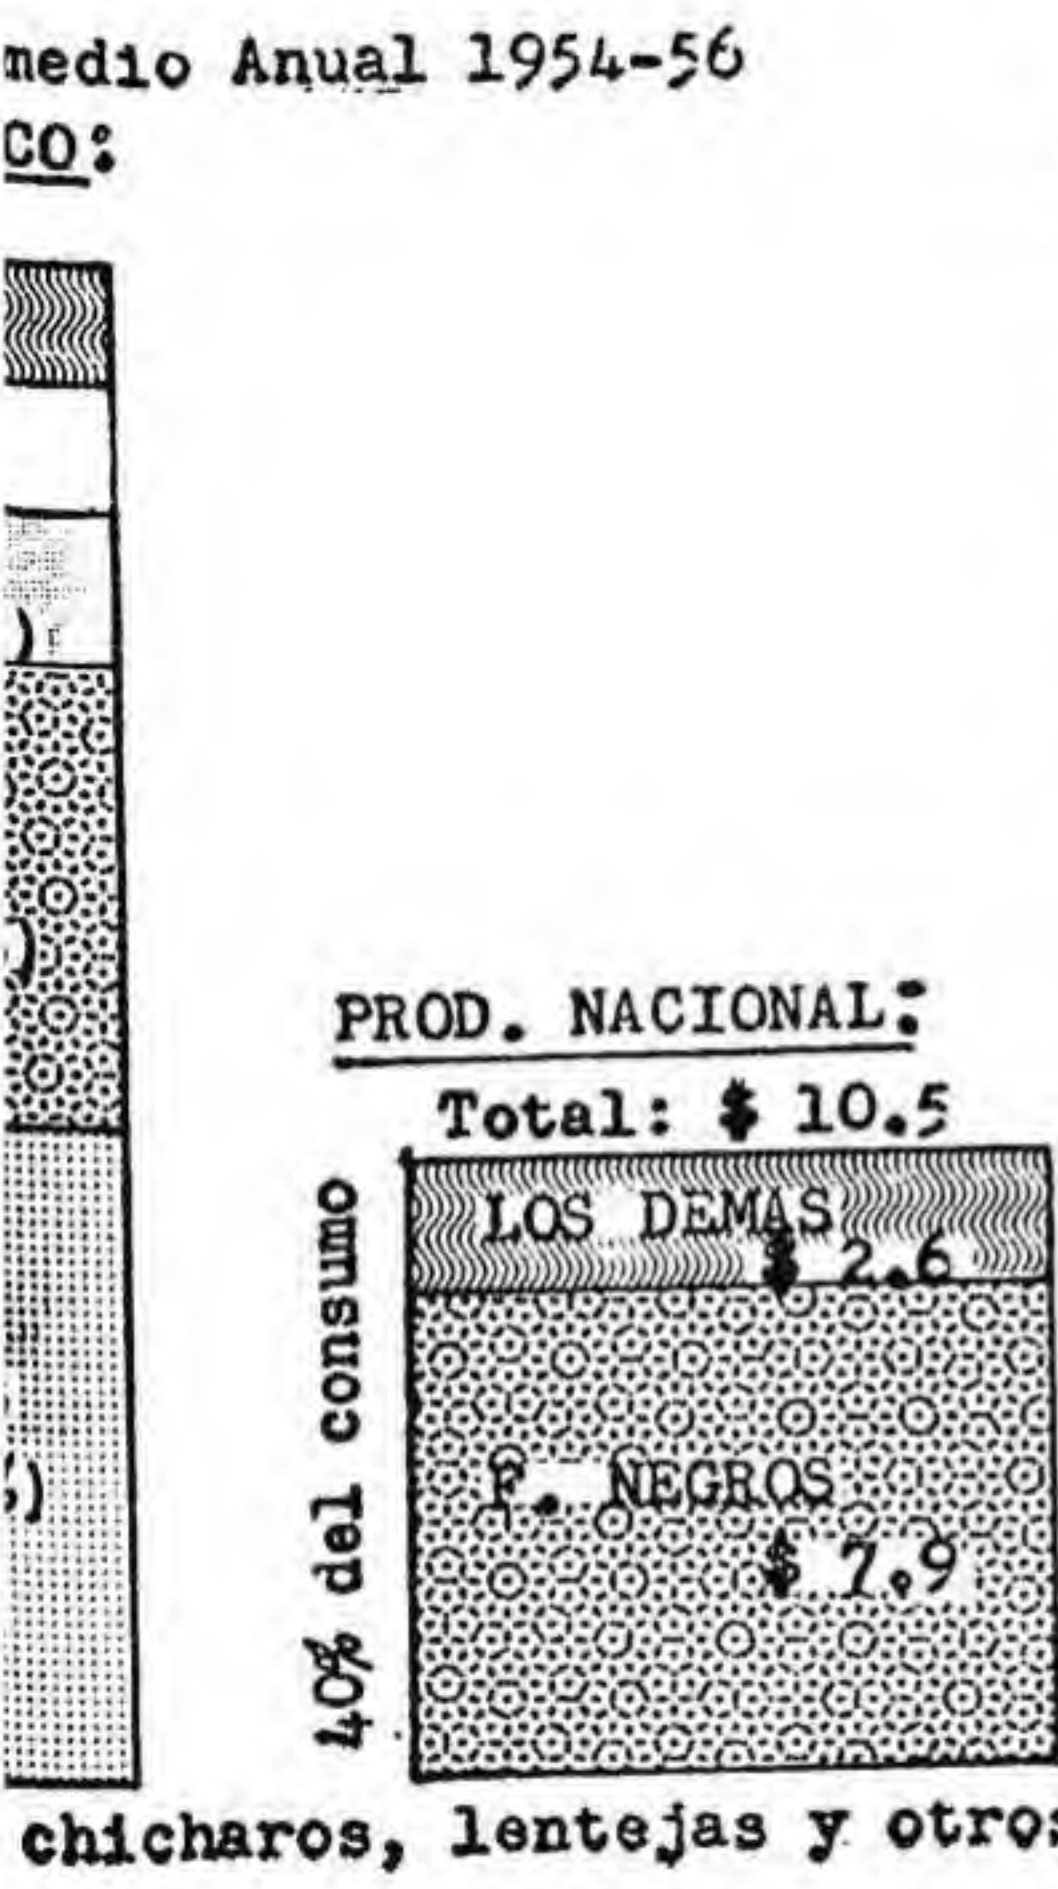 medio Anual 1954-56
CO:
)
PROD. NACIONAL:
Total: $ 10.5
40% del consumo
LOS DEMAS
$ 2.6
F. NEGROS
$ 7.9
)
)
chicharos, lentejas y otros